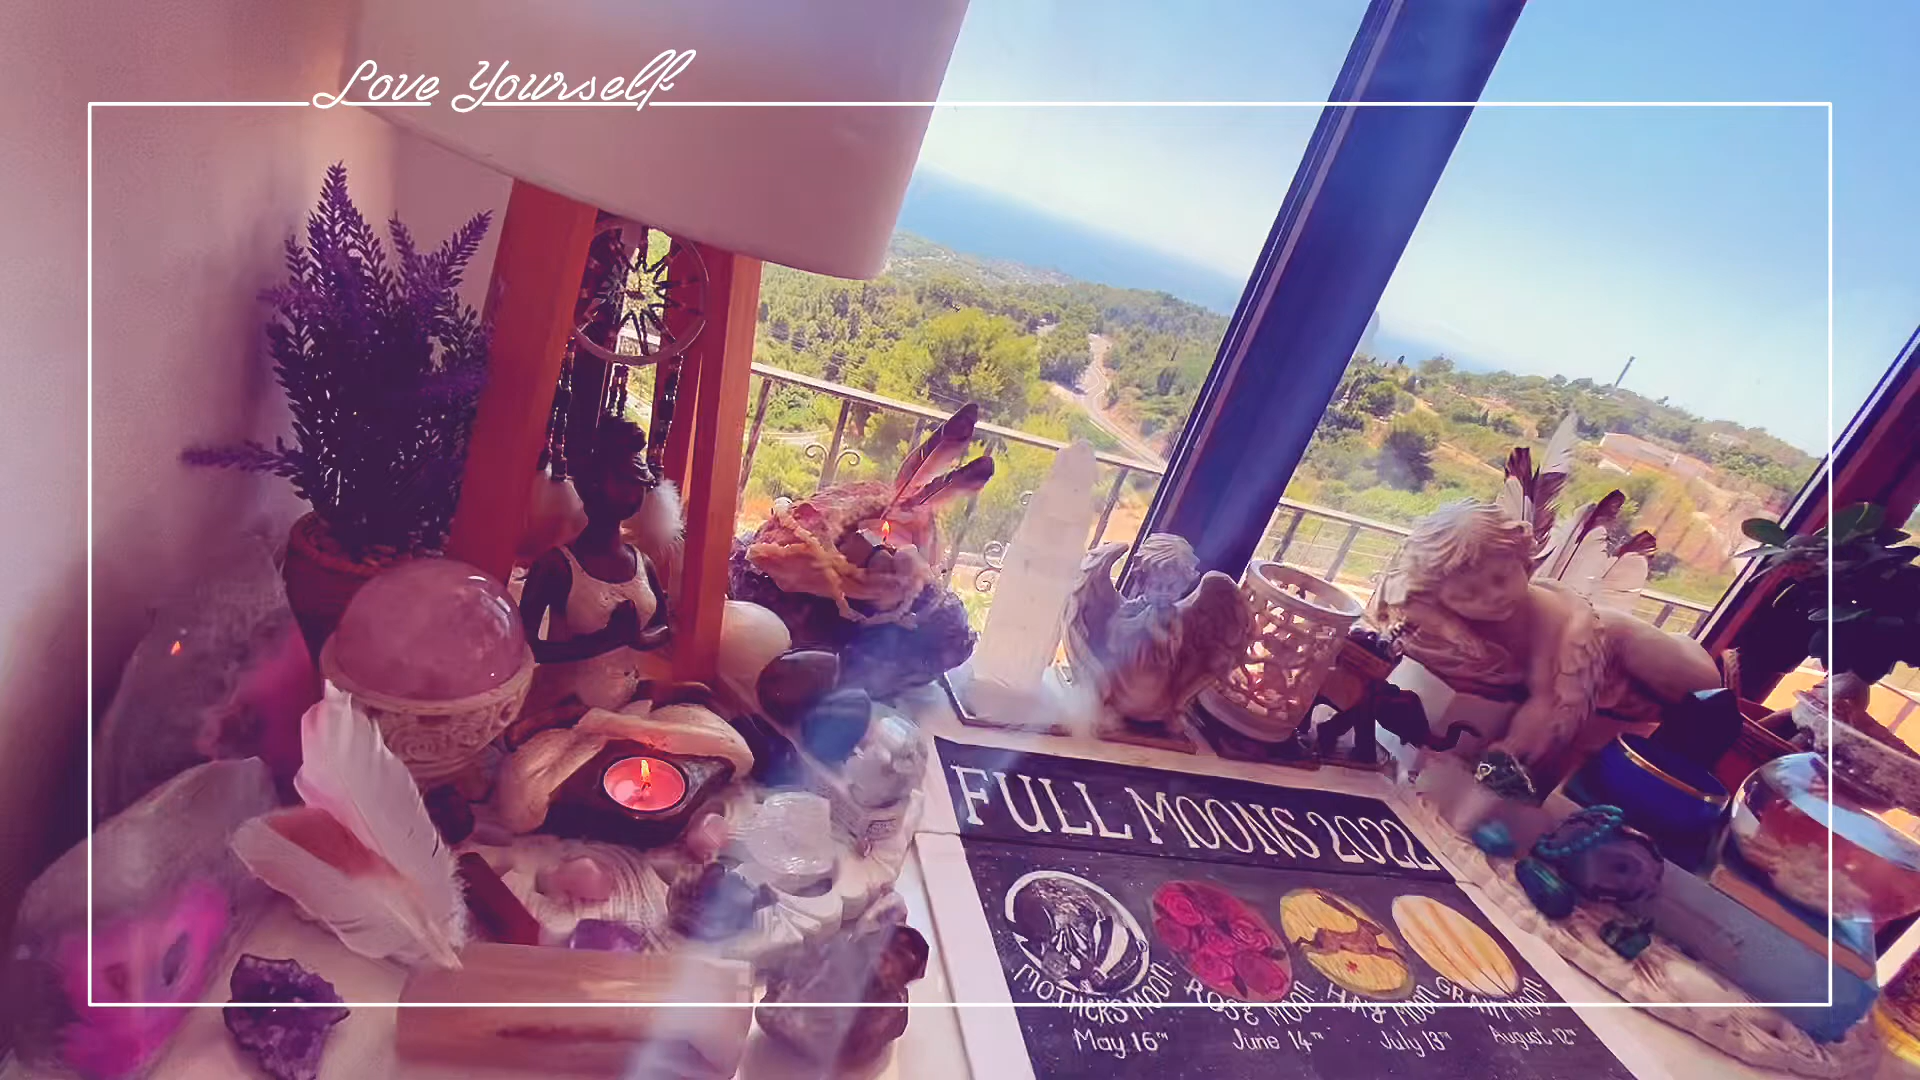 Love Yourself
FULL MOONS 2022
MOTHER'S MOON ROSE MOON HAY MOON GRAIN MOON
May 16TH June 14TH July 13TH August 12TH